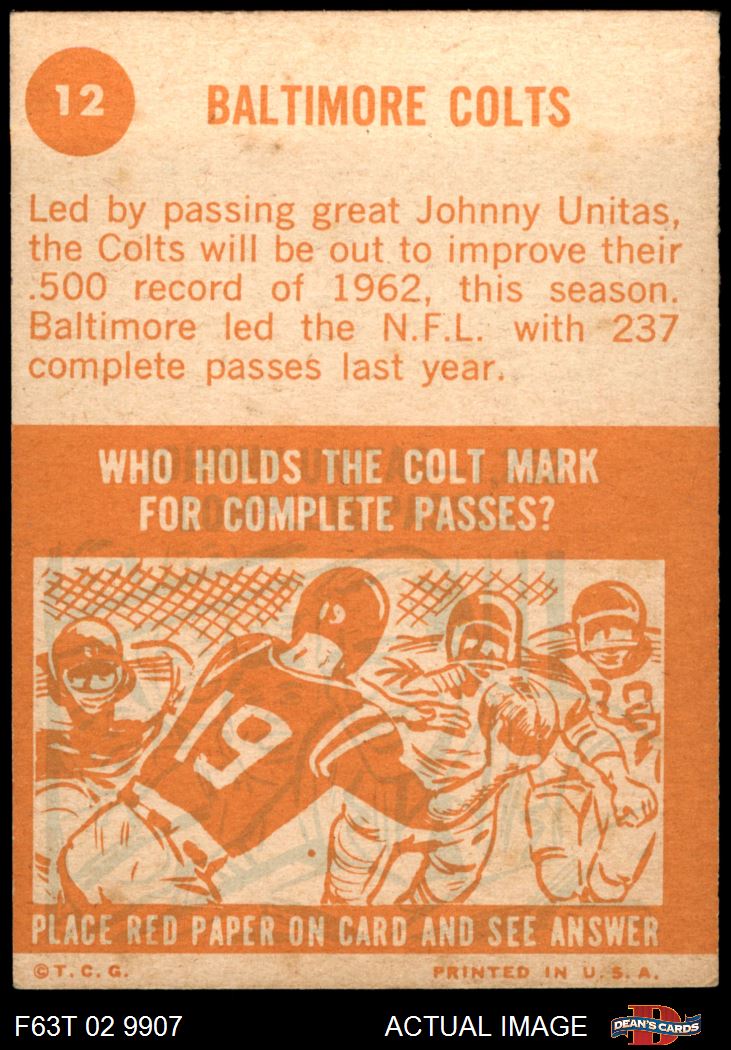 12
BALTIMORE COLTS
Led by passing great Johnny Unitas,
the Colts will be out to improve their
.500 record of 1962, this season.
Baltimore led the N.F.L. with 237
complete passes last year.
WHO HOLDS THE COLT MARK
FOR COMPLETE PASSES?
19
19
PLACE RED PAPER ON CARD AND SEE ANSWER
©T. C. G.
PRINTED IN U. S. A.
F63T 02 9907
ACTUAL IMAGE
D
DEAN'S CARDS